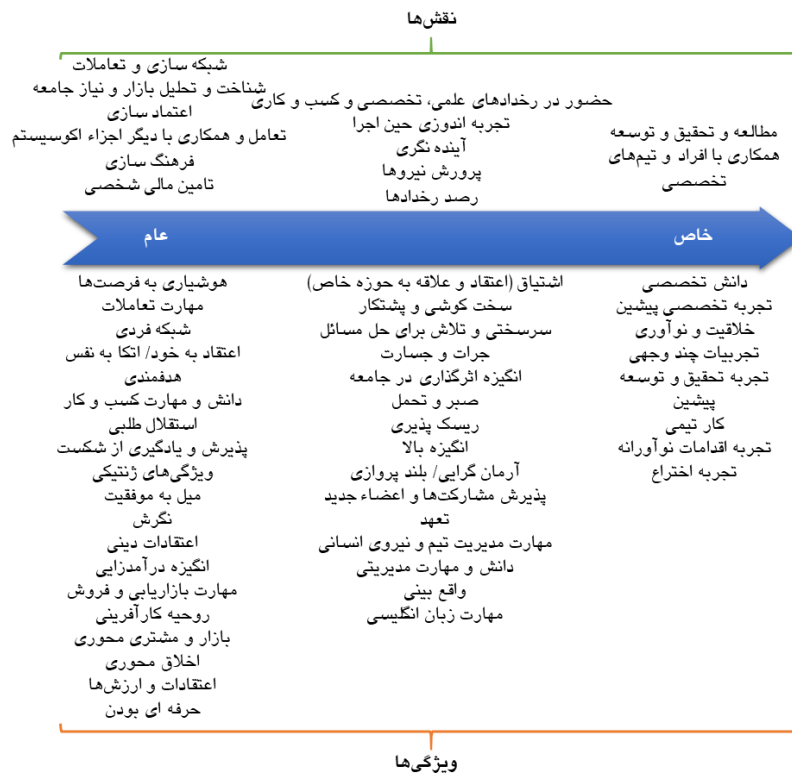 نقش‌ها
شبکه سازی و تعاملات
شناخت و تحلیل بازار و نیاز جامعه
اعتماد سازی
تعامل و همکاری با دیگر اجزاء اکوسیستم
فرهنگ سازی
تامین مالی شخصی
حضور در رخدادهای علمی، تخصصی و کسب و کاری
تجربه اندوزی حین اجرا
آینده نگری
پرورش نیروها
رصد رخدادها
مطالعه و تحقیق و توسعه
همکاری با افراد و تیم‌های
تخصصی
عام
خاص
هوشیاری به فرصت‌ها
مهارت تعاملات
شبکه فردی
اعتقاد به خود/ اتکا به نفس
هدفمندی
دانش و مهارت کسب و کار
استقلال طلبی
پذیرش و یادگیری از شکست
ویژگی‌های ژنتیکی
میل به موفقیت
نگرش
اعتقادات دینی
انگیزه درآمدزایی
مهارت بازاریابی و فروش
روحیه کارآفرینی
بازار و مشتری محوری
اخلاق محوری
اعتقادات و ارزش‌ها
حرفه ای بودن
اشتیاق (اعتقاد و علاقه به حوزه خاص)
سخت کوشی و پشتکار
سرسختی و تلاش برای حل مسائل
جرات و جسارت
انگیزه اثرگذاری در جامعه
صبر و تحمل
ریسک پذیری
انگیزه بالا
آرمان گرایی/ بلند پروازی
پذیرش مشارکت‌ها و اعضاء جدید
تعهد
مهارت مدیریت تیم و نیروی انسانی
دانش و مهارت مدیریتی
واقع بینی
مهارت زبان انگلیسی
دانش تخصصی
تجربه تخصصی پیشین
خلاقیت و نوآوری
تجربیات چند وجهی
تجربه تحقیق و توسعه
پیشین
کار تیمی
تجربه اقدامات نوآورانه
تجربه اختراع
ویژگی‌ها